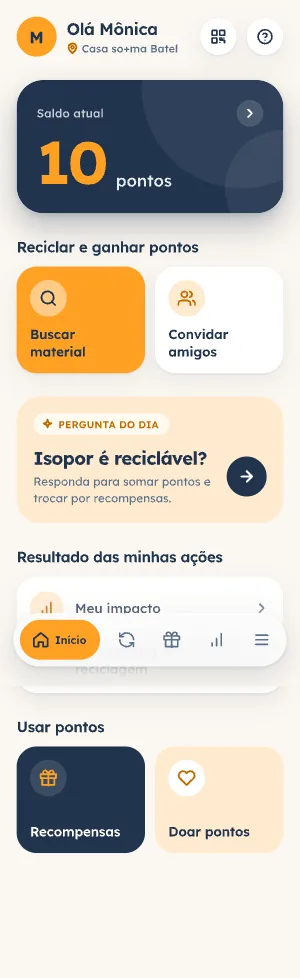 M
Olá Mônica
Casa so+ma Batel
Saldo atual
10 pontos
Reciclar e ganhar pontos
Buscar
material
Convidar
amigos
PERGUNTA DO DIA
Isopor é reciclável?
Responda para somar pontos e
trocar por recompensas.
Resultado das minhas ações
Meu impacto
Início
reciclagem
Usar pontos
Recompensas
Doar pontos